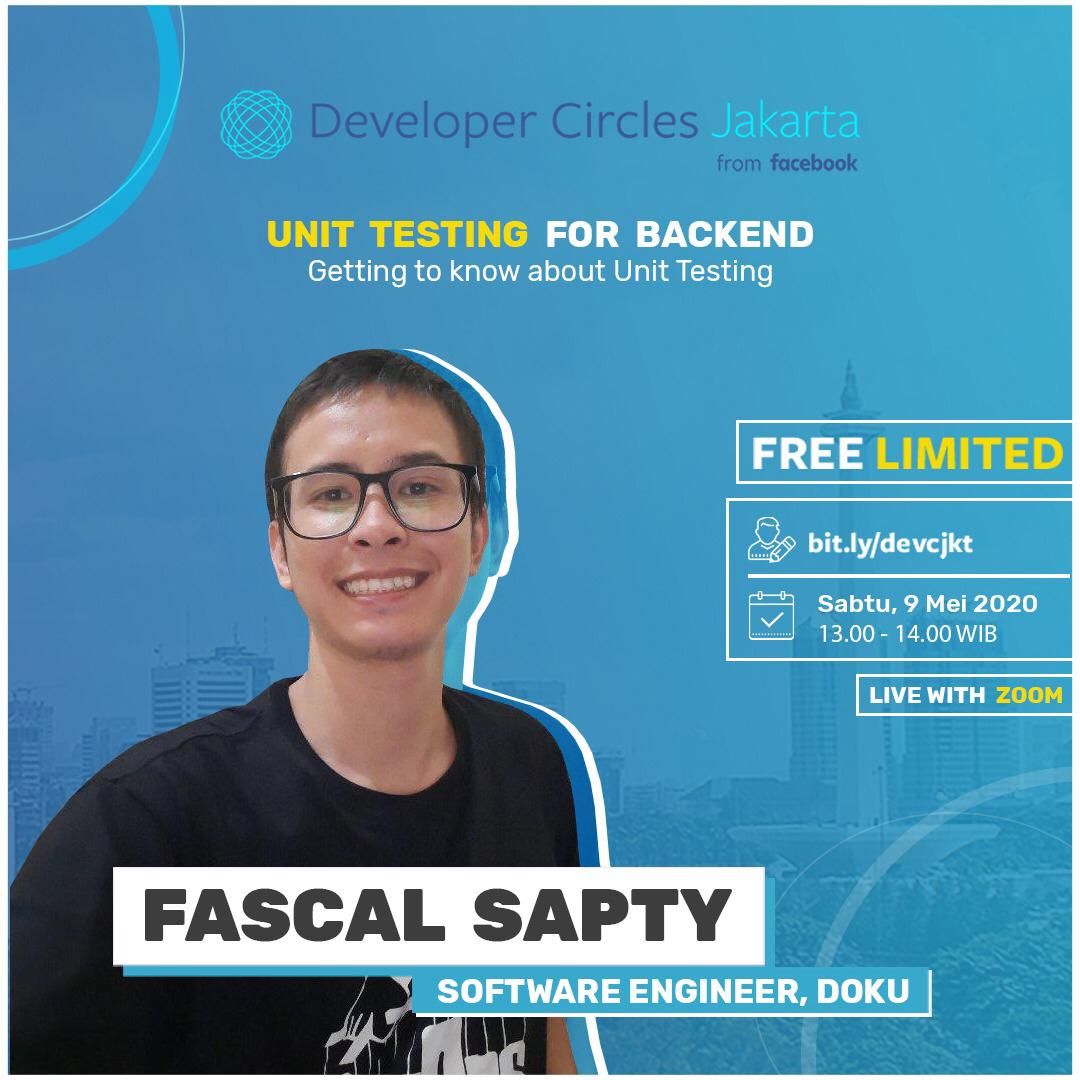 Developer Circles Jakarta
from facebook
UNIT TESTING FOR BACKEND
Getting to know about Unit Testing
FREE LIMITED
bit.ly/devcjkt
Sabtu, 9 Mei 2020
13.00 - 14.00 WIB
LIVE WITH ZOOM
FASCAL SAPTY
SOFTWARE ENGINEER, DOKU